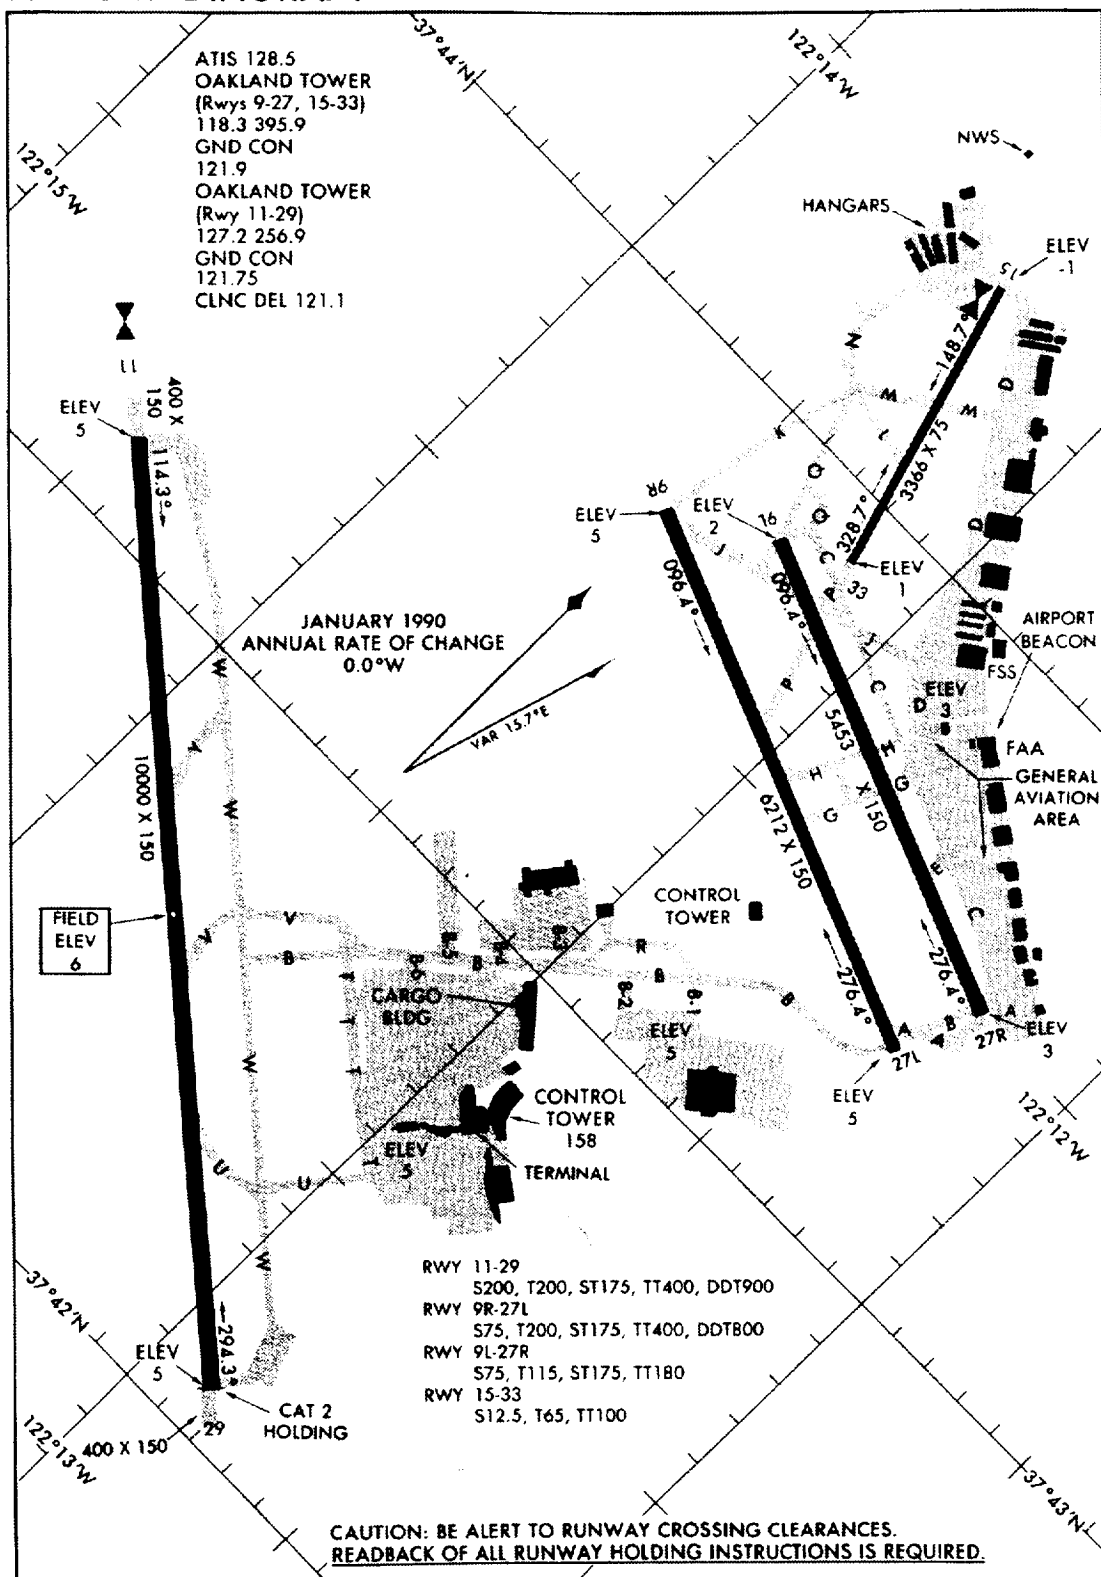 37°44'N
122°14'W
122°15'W
ATIS 128.5
OAKLAND TOWER
(Rwys 9-27, 15-33)
118.3 395.9
GND CON
121.9
OAKLAND TOWER
(Rwy 11-29)
127.2 256.9
GND CON
121.75
CLNC DEL 121.1
NWS
HANGARS
ELEV
-1
15
148.7°
3366 X 75
328.7°
33
ELEV
1
N
W
W
D
D
K
L
Q
Q
C
A
J
J
11
400 X
150
ELEV
5
114.3°
10000 X 150
FIELD
ELEV
6
9R
ELEV
5
ELEV
2
096.4°
096.4°
JANUARY 1990
ANNUAL RATE OF CHANGE
0.0°W
VAR 15.7°E
AIRPORT
BEACON
FSS
ELEV
3
D
FAA
GENERAL
AVIATION
AREA
P
C
H
H
G
G
E
C
5453
X 150
6212 X 150
W
Y
W
V
V
B
T
T
T
T
W
U
U
W
B-5
B-4
B-3
B-6
B
R
B
B
B-2
B-1
CARGO
BLDG
CONTROL
TOWER
ELEV
5
276.4°
276.4°
A
B
A
27L
27R
ELEV
5
ELEV
3
CONTROL
TOWER
158
TERMINAL
ELEV
5
122°12'W
37°42'N
294.3°
ELEV
5
CAT 2
HOLDING
29
400 X 150
122°13'W
RWY 11-29
S200, T200, ST175, TT400, DDT900
RWY 9R-27L
S75, T200, ST175, TT400, DDT800
RWY 9L-27R
S75, T115, ST175, TT180
RWY 15-33
S12.5, T65, TT100
37°43'N
CAUTION: BE ALERT TO RUNWAY CROSSING CLEARANCES.
READBACK OF ALL RUNWAY HOLDING INSTRUCTIONS IS REQUIRED.